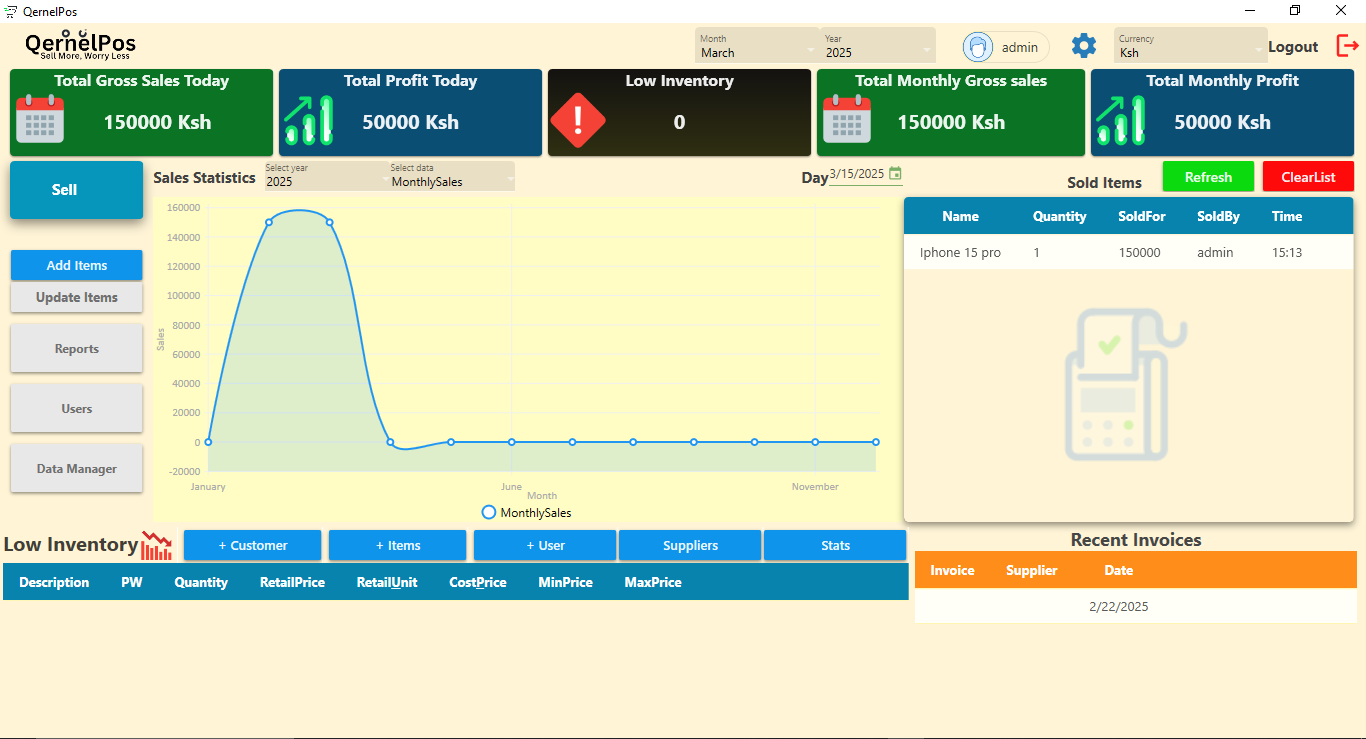 QernelPos
QernelPos
Sell More, Worry Less
Month
March
Year
2025
admin
Currency
Ksh
Logout
Total Gross Sales Today
150000 Ksh
Total Profit Today
50000 Ksh
Low Inventory
0
Total Monthly Gross sales
150000 Ksh
Total Monthly Profit
50000 Ksh
Sell
Add Items
Update Items
Reports
Users
Data Manager
Sales Statistics
Select year
2025
Select data
MonthlySales
Day
3/15/2025
160000
140000
120000
100000
80000
60000
40000
20000
0
-20000
Sales
January
June
November
Month
MonthlySales
Sold Items
Refresh
ClearList
Name Quantity SoldFor SoldBy Time
Iphone 15 pro 1 150000 admin 15:13
Low Inventory
+ Customer
+ Items
+ User
Suppliers
Stats
Description PW Quantity RetailPrice RetailUnit CostPrice MinPrice MaxPrice
Recent Invoices
Invoice Supplier Date
2/22/2025